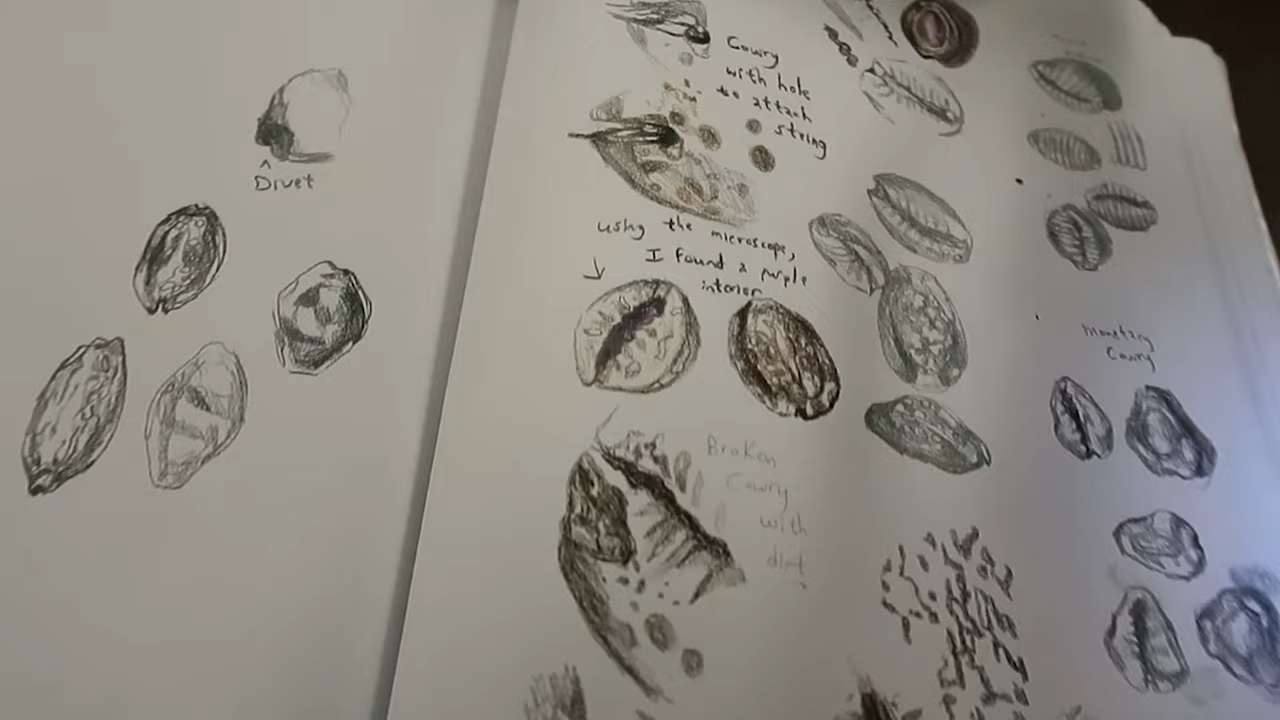 ^
Divet
Cowry
with hole
to attach
string
using the microscope,
I found a purple
interior
Broken
Cowry
with
dirt
Monetary
Cowry